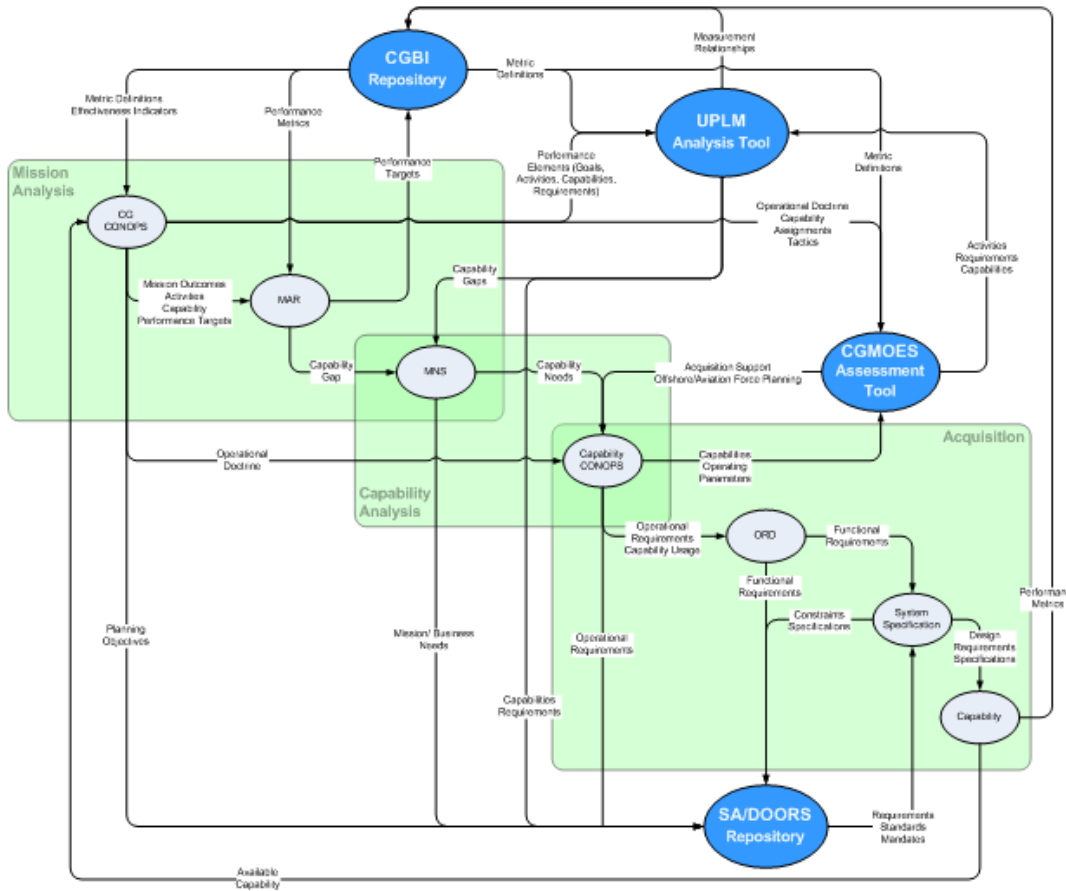 CGBI
Repository
Measurement
Relationships
Metric
Definitions
UPLM
Analysis Tool
Metric Definitions
Effectiveness Indicators
Performance
Metrics
Performance
Targets
Performance
Elements (Goals,
Activities, Capabilities,
Requirements)
Metric
Definitions
Mission
Analysis
CG
CONOPS
Operational Doctrine
Capability
Assignments
Tactics
Activities
Requirements
Capabilities
Mission Outcomes
Activities
Capability
Performance Targets
MAR
Capability
Gaps
Capability
Gap
MNS
Capability
Needs
Acquisition Support
Offshore/Aviation Force Planning
CGMOES
Assessment
Tool
Acquisition
Operational
Doctrine
Capability
CONOPS
Capabilities
Operating
Parameters
Capability
Analysis
Operational
Requirements
Capability Usage
ORD
Functional
Requirements
Functional
Requirements
Constraints
Specifications
System
Specification
Performan
Metrics
Planning
Objectives
Mission/ Business
Needs
Operational
Requirements
Design
Requirements
Specifications
Capabilities
Requirements
Capability
SA/DOORS
Repository
Requirements
Standards
Mandates
Available
Capability